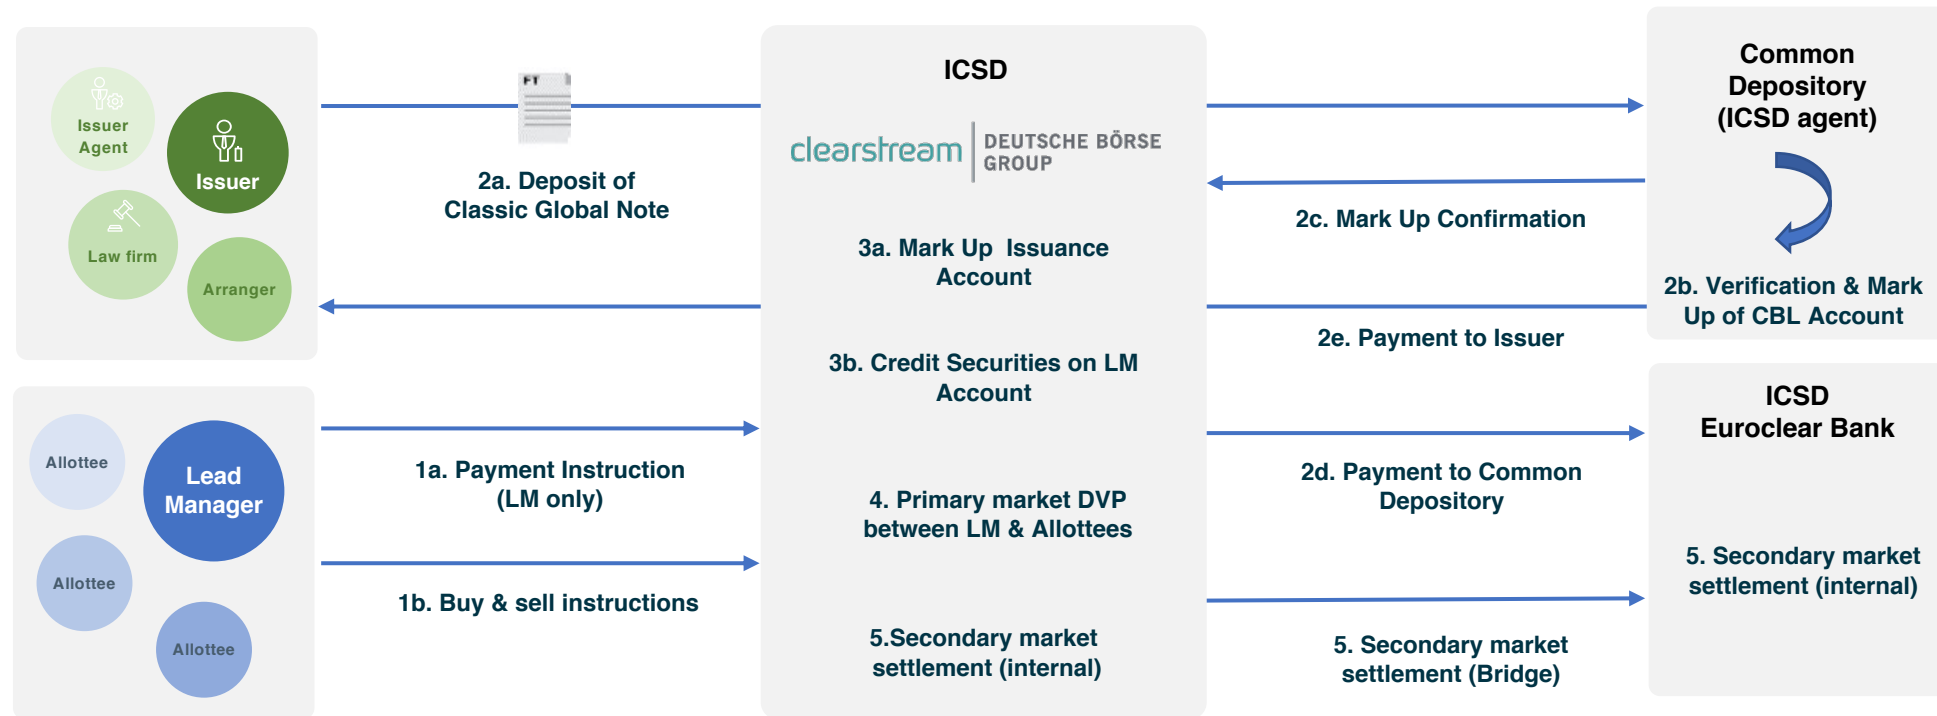 Issuer
Agent
Issuer
Law firm
Arranger
FT
2a. Deposit of
Classic Global Note
Allottee
Lead
Manager
Allottee
Allottee
1a. Payment Instruction
(LM only)
1b. Buy & sell instructions
ICSD
clearstream
DEUTSCHE BÖRSE
GROUP
3a. Mark Up Issuance
Account
3b. Credit Securities on LM
Account
4. Primary market DVP
between LM & Allottees
5.Secondary market
settlement (internal)
2c. Mark Up Confirmation
2e. Payment to Issuer
2d. Payment to Common
Depository
5. Secondary market
settlement (Bridge)
Common
Depository
(ICSD agent)
2b. Verification & Mark
Up of CBL Account
ICSD
Euroclear Bank
5. Secondary market
settlement (internal)